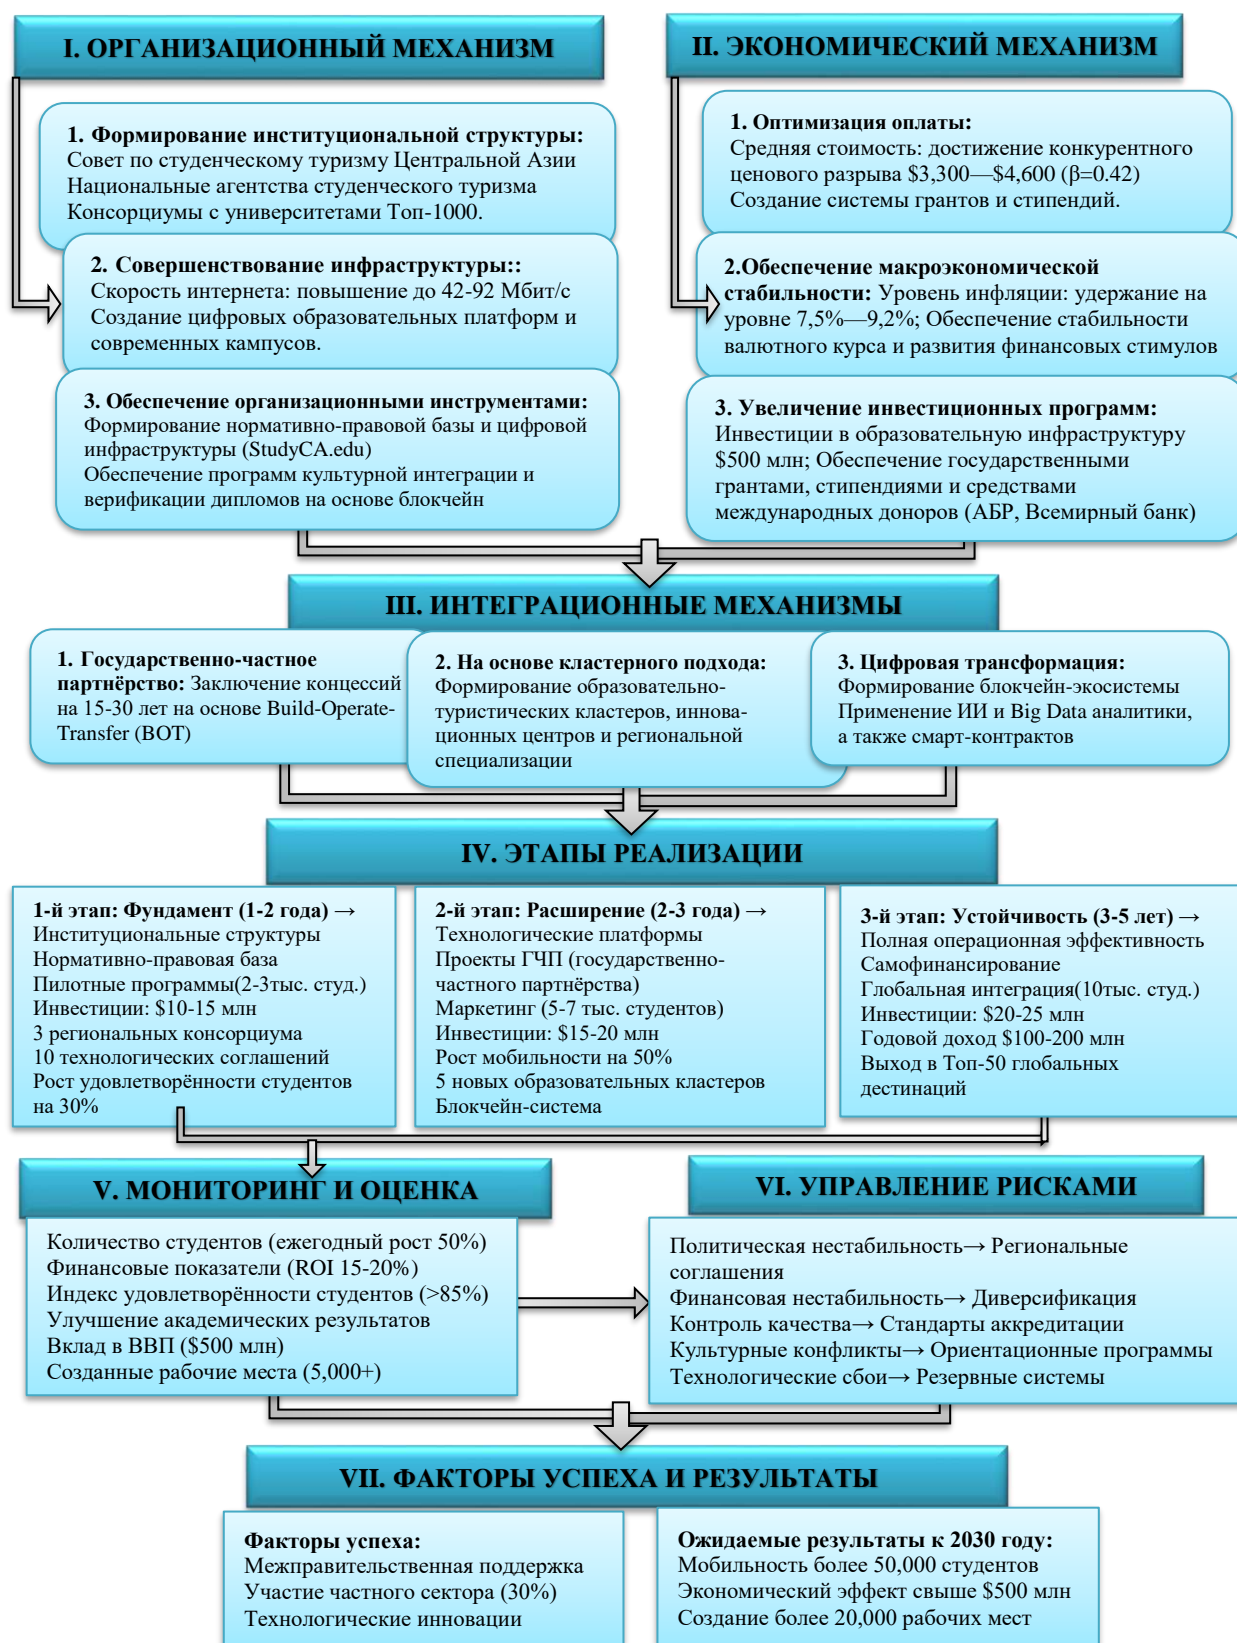 I. ОРГАНИЗАЦИОННЫЙ МЕХАНИЗМ
1. Формирование институциональной структуры:
Совет по студенческому туризму Центральной Азии
Национальные агентства студенческого туризма
Консорциумы с университетами Топ-1000.
2. Совершенствование инфраструктуры::
Скорость интернета: повышение до 42-92 Мбит/с
Создание цифровых образовательных платформ и
современных кампусов.
3. Обеспечение организационными инструментами:
Формирование нормативно-правовой базы и цифровой
инфраструктуры (StudyCA.edu)
Обеспечение программ культурной интеграции и
верификации дипломов на основе блокчейн
II. ЭКОНОМИЧЕСКИЙ МЕХАНИЗМ
1. Оптимизация оплаты:
Средняя стоимость: достижение конкурентного
ценового разрыва $3,300—$4,600 (β=0.42)
Создание системы грантов и стипендий.
2.Обеспечение макроэкономической
стабильности: Уровень инфляции: удержание на
уровне 7,5%—9,2%; Обеспечение стабильности
валютного курса и развития финансовых стимулов
3. Увеличение инвестиционных программ:
Инвестиции в образовательную инфраструктуру
$500 млн; Обеспечение государственными
грантами, стипендиями и средствами
международных доноров (АБР, Всемирный банк)
III. ИНТЕГРАЦИОННЫЕ МЕХАНИЗМЫ
1. Государственно-частное
партнёрство: Заключение концессий
на 15-30 лет на основе Build-Operate-
Transfer (BOT)
2. На основе кластерного подхода:
Формирование образовательно-
туристических кластеров, иннова-
ционных центров и региональной
специализации
3. Цифровая трансформация:
Формирование блокчейн-экосистемы
Применение ИИ и Big Data аналитики,
а также смарт-контрактов
IV. ЭТАПЫ РЕАЛИЗАЦИИ
1-й этап: Фундамент (1-2 года) →
Институциональные структуры
Нормативно-правовая база
Пилотные программы(2-3тыс. студ.)
Инвестиции: $10-15 млн
3 региональных консорциума
10 технологических соглашений
Рост удовлетворённости студентов
на 30%
2-й этап: Расширение (2-3 года) →
Технологические платформы
Проекты ГЧП (государственно-
частного партнёрства)
Маркетинг (5-7 тыс. студентов)
Инвестиции: $15-20 млн
Рост мобильности на 50%
5 новых образовательных кластеров
Блокчейн-система
3-й этап: Устойчивость (3-5 лет) →
Полная операционная эффективность
Самофинансирование
Глобальная интеграция(10тыс. студ.)
Инвестиции: $20-25 млн
Годовой доход $100-200 млн
Выход в Топ-50 глобальных
дестинаций
V. МОНИТОРИНГ И ОЦЕНКА
Количество студентов (ежегодный рост 50%)
Финансовые показатели (ROI 15-20%)
Индекс удовлетворённости студентов (>85%)
Улучшение академических результатов
Вклад в ВВП ($500 млн)
Созданные рабочие места (5,000+)
VI. УПРАВЛЕНИЕ РИСКАМИ
Политическая нестабильность→ Региональные
соглашения
Финансовая нестабильность→ Диверсификация
Контроль качества→ Стандарты аккредитации
Культурные конфликты→ Ориентационные программы
Технологические сбои→ Резервные системы
VII. ФАКТОРЫ УСПЕХА И РЕЗУЛЬТАТЫ
Факторы успеха:
Межправительственная поддержка
Участие частного сектора (30%)
Технологические инновации
Ожидаемые результаты к 2030 году:
Мобильность более 50,000 студентов
Экономический эффект свыше $500 млн
Создание более 20,000 рабочих мест